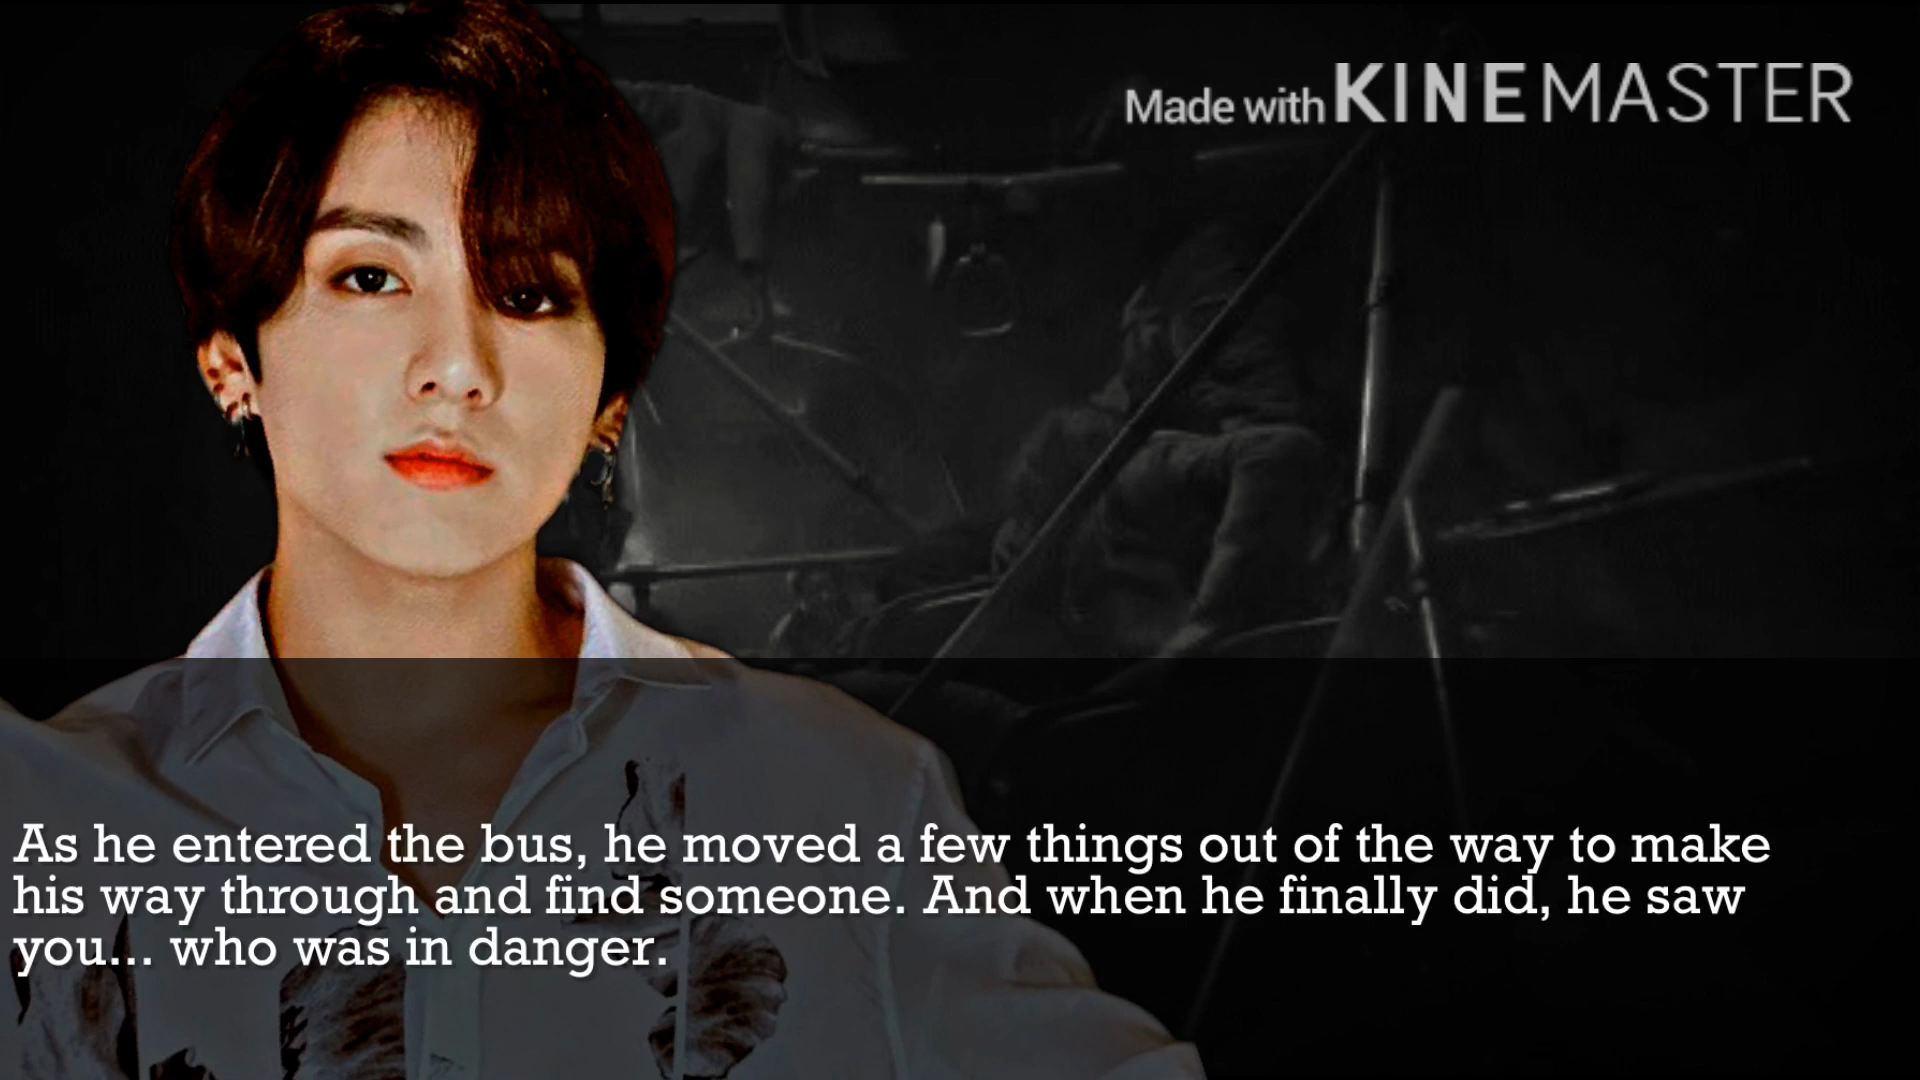 Made with KINEMASTER
As he entered the bus, he moved a few things out of the way to make
his way through and find someone. And when he finally did, he saw
you... who was in danger.